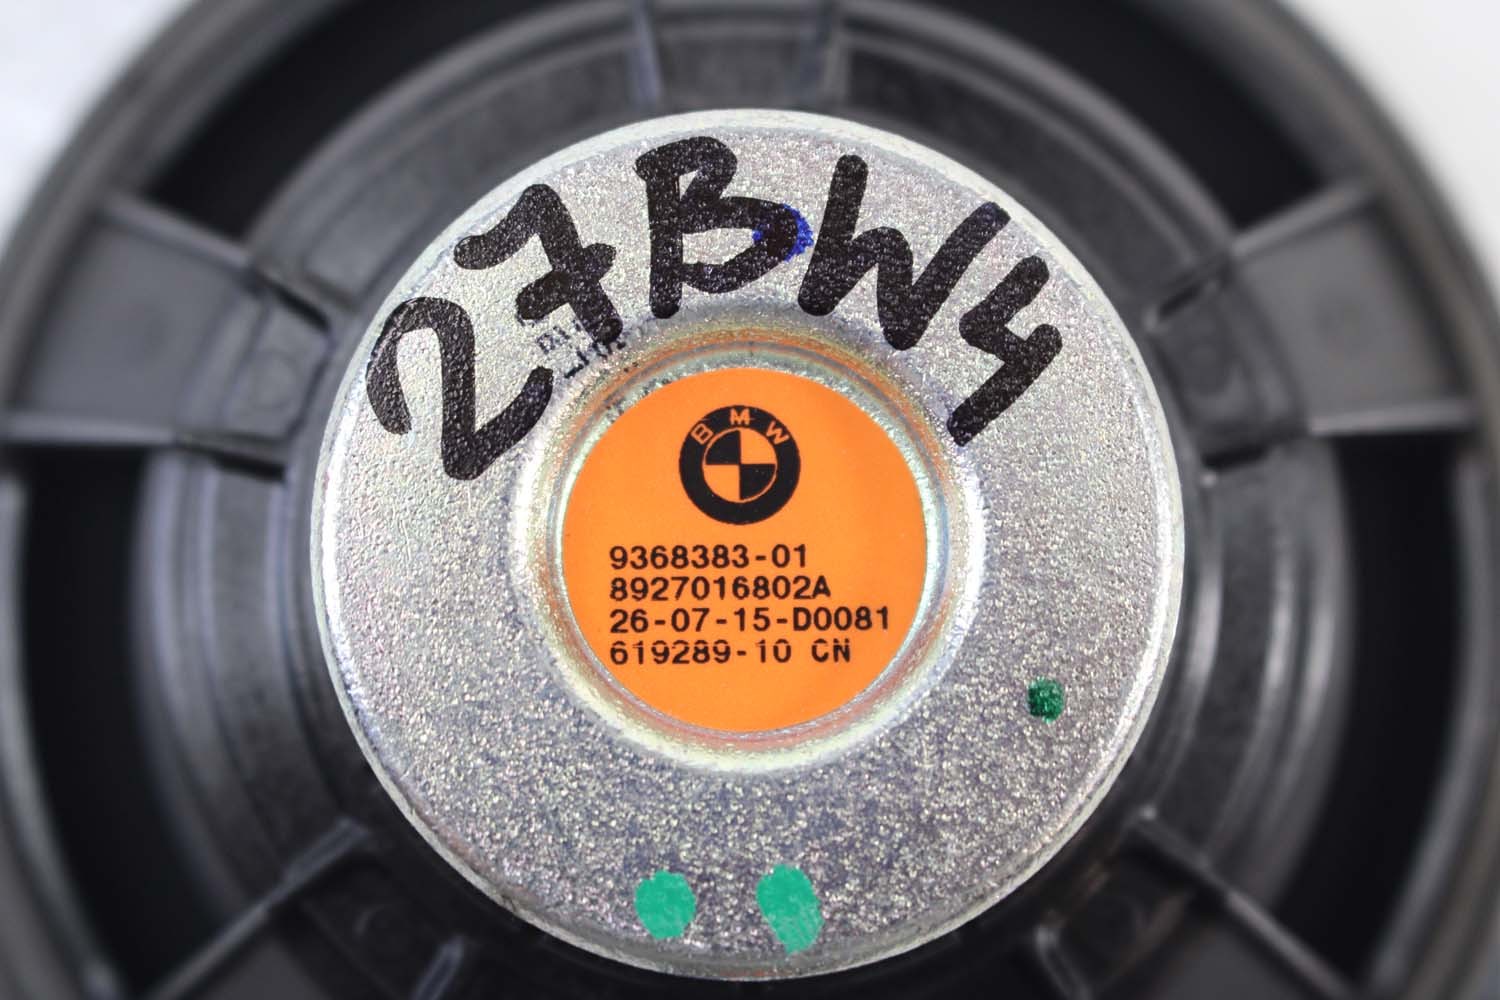 27BW4
BMW
9368383-01
8927016802A
26-07-15-D0081
619289-10 CN